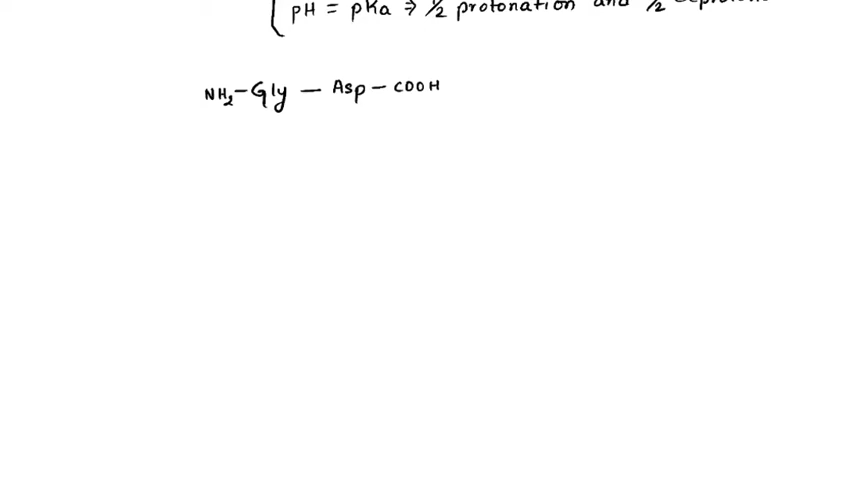 pH = pKa ⇒ 1/2 protonation and 1/2
NH2-Gly — Asp — COOH